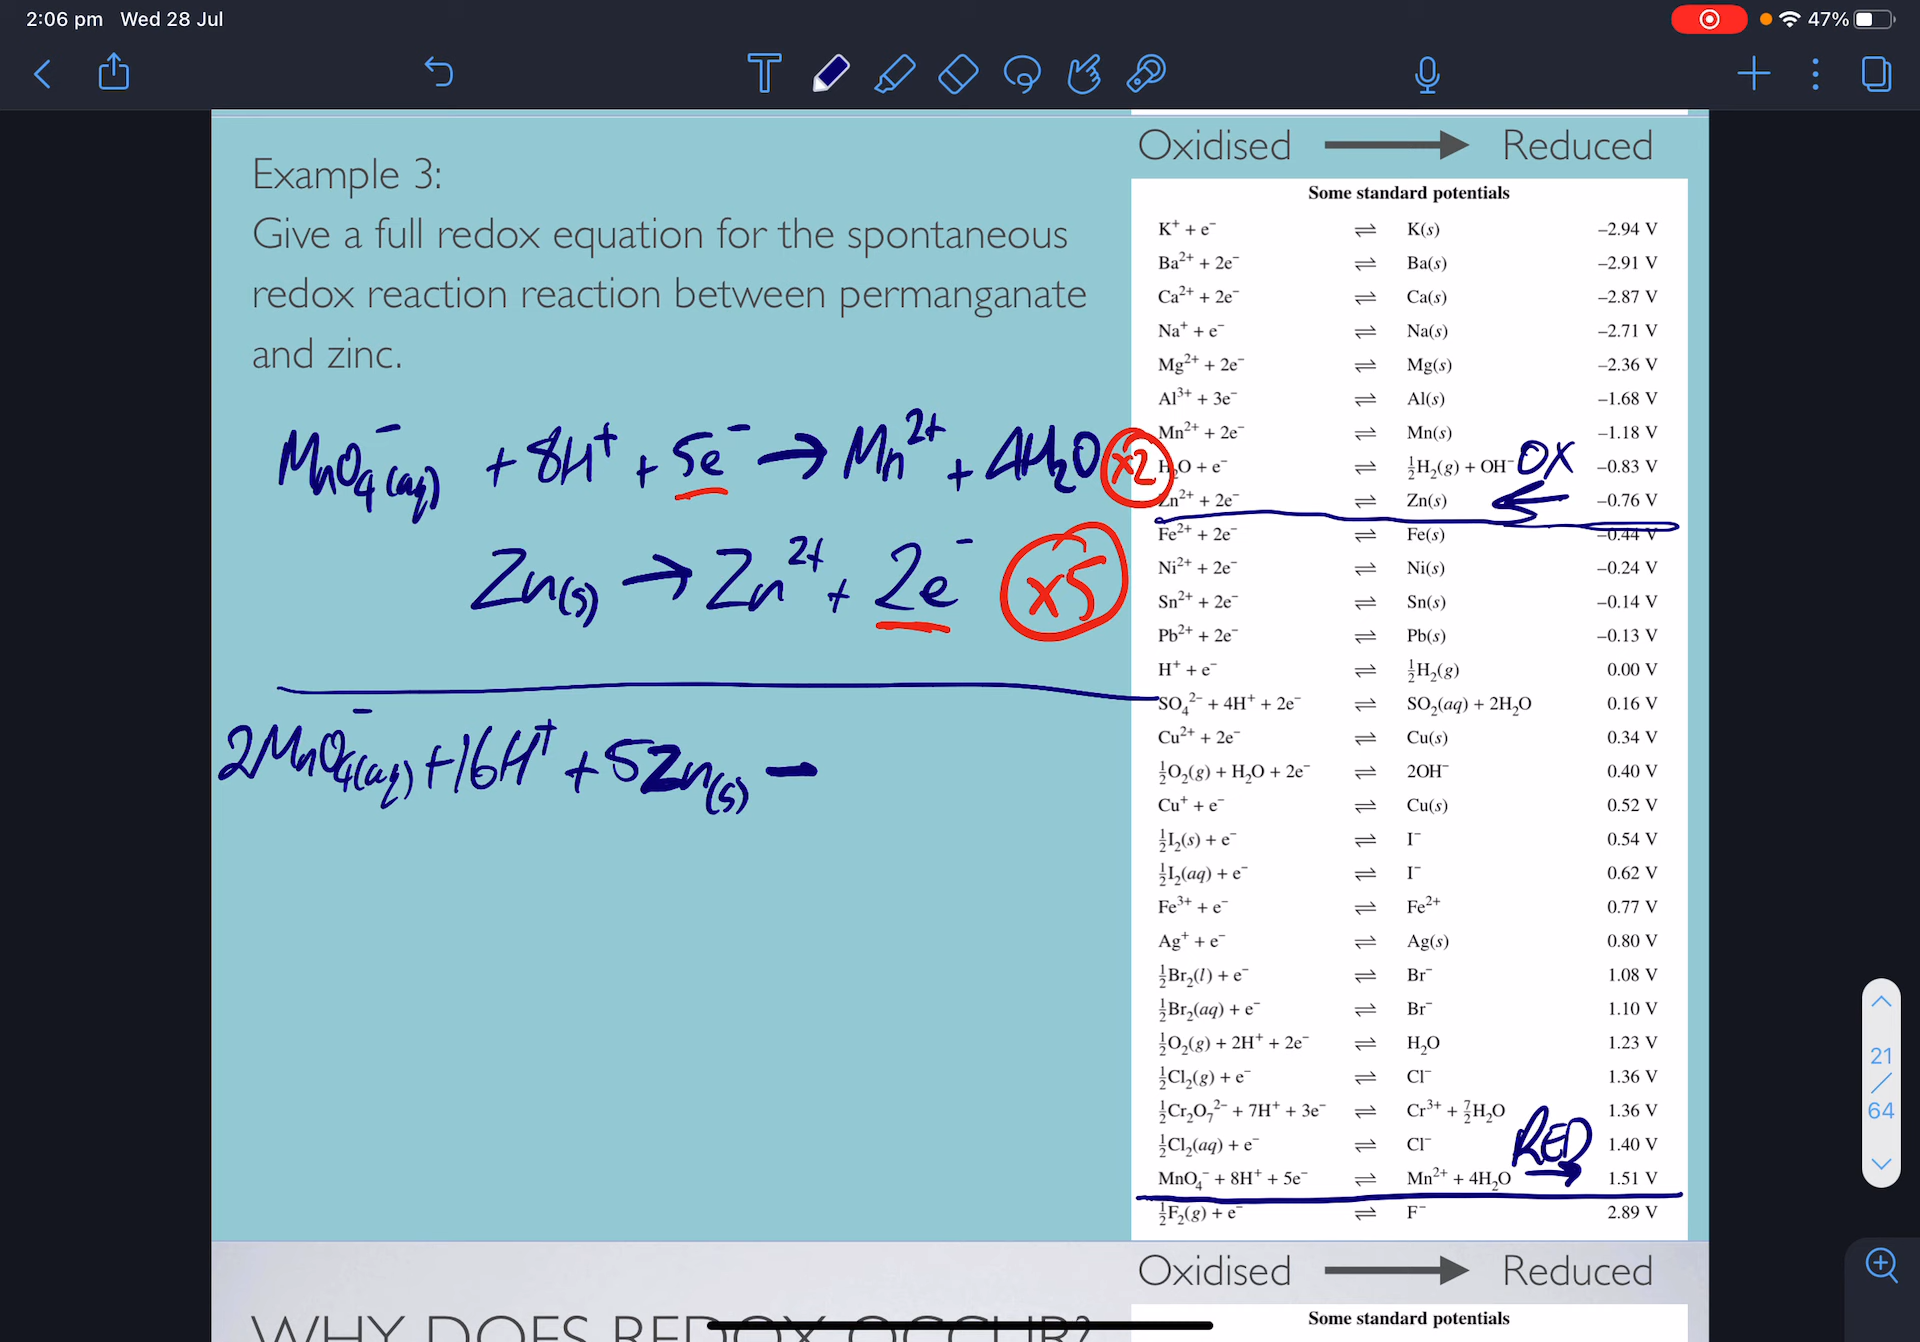 2:06 pm Wed 28 Jul
47%
Example 3:
Give a full redox equation for the spontaneous
redox reaction reaction between permanganate
and zinc.
MnO₄⁻(aq) + 8H⁺ + 5e⁻ → Mn²⁺ + 4H₂O ×2
Zn(s) → Zn²⁺ + 2e⁻ ×5
2MnO₄⁻(aq) + 16H⁺ + 5Zn(s) –
Oxidised → Reduced
Some standard potentials
K⁺ + e⁻ ⇌ K(s) –2.94 V
Ba²⁺ + 2e⁻ ⇌ Ba(s) –2.91 V
Ca²⁺ + 2e⁻ ⇌ Ca(s) –2.87 V
Na⁺ + e⁻ ⇌ Na(s) –2.71 V
Mg²⁺ + 2e⁻ ⇌ Mg(s) –2.36 V
Al³⁺ + 3e⁻ ⇌ Al(s) –1.68 V
Mn²⁺ + 2e⁻ ⇌ Mn(s) –1.18 V
H₂O + e⁻ ⇌ ½H₂(g) + OH⁻ OX –0.83 V
Zn²⁺ + 2e⁻ ⇌ Zn(s) ← –0.76 V
Fe²⁺ + 2e⁻ ⇌ Fe(s) –0.44 V
Ni²⁺ + 2e⁻ ⇌ Ni(s) –0.24 V
Sn²⁺ + 2e⁻ ⇌ Sn(s) –0.14 V
Pb²⁺ + 2e⁻ ⇌ Pb(s) –0.13 V
H⁺ + e⁻ ⇌ ½H₂(g) 0.00 V
SO₄²⁻ + 4H⁺ + 2e⁻ ⇌ SO₂(aq) + 2H₂O 0.16 V
Cu²⁺ + 2e⁻ ⇌ Cu(s) 0.34 V
½O₂(g) + H₂O + 2e⁻ ⇌ 2OH⁻ 0.40 V
Cu⁺ + e⁻ ⇌ Cu(s) 0.52 V
½I₂(s) + e⁻ ⇌ I⁻ 0.54 V
½I₂(aq) + e⁻ ⇌ I⁻ 0.62 V
Fe³⁺ + e⁻ ⇌ Fe²⁺ 0.77 V
Ag⁺ + e⁻ ⇌ Ag(s) 0.80 V
½Br₂(l) + e⁻ ⇌ Br⁻ 1.08 V
½Br₂(aq) + e⁻ ⇌ Br⁻ 1.10 V
½O₂(g) + 2H⁺ + 2e⁻ ⇌ H₂O 1.23 V
½Cl₂(g) + e⁻ ⇌ Cl⁻ 1.36 V
½Cr₂O₇²⁻ + 7H⁺ + 3e⁻ ⇌ Cr³⁺ + 7/2H₂O 1.36 V
½Cl₂(aq) + e⁻ ⇌ Cl⁻ RED 1.40 V
MnO₄⁻ + 8H⁺ + 5e⁻ ⇌ Mn²⁺ + 4H₂O → 1.51 V
½F₂(g) + e⁻ ⇌ F⁻ 2.89 V
21
/
64
Oxidised → Reduced
Some standard potentials
WHY DOES REDOX OCCUR?